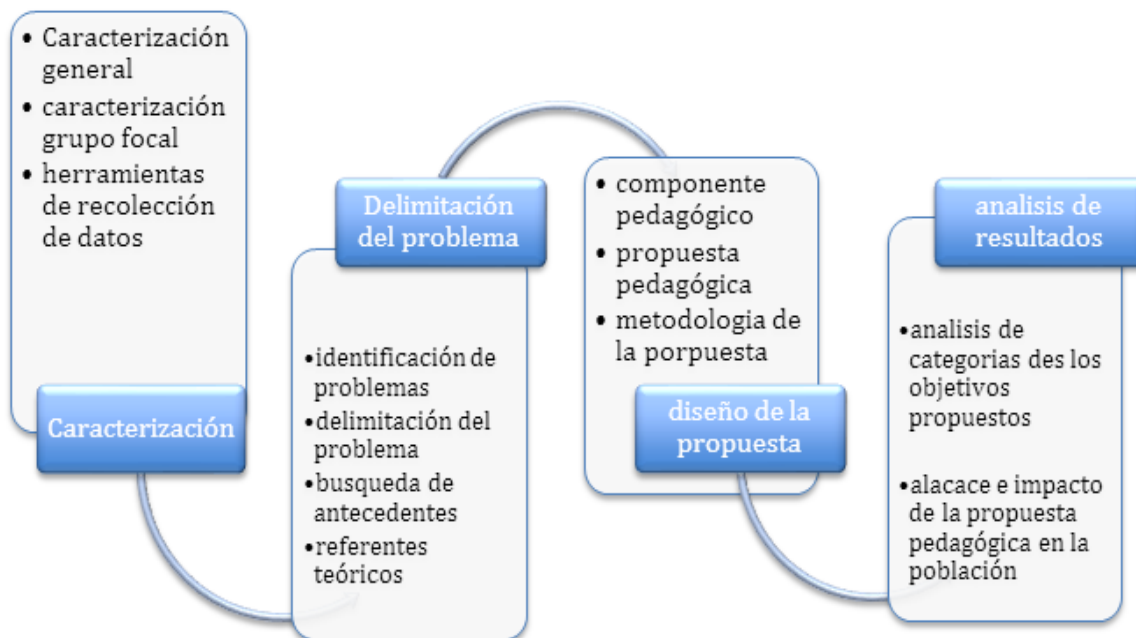 • Caracterización
general
• caracterización
grupo focal
• herramientas
de recolección
de datos
Caracterización
Delimitación
del problema
•identificación de
problemas
•delimitación del
problema
•busqueda de
antecedentes
•referentes
teóricos
• componente
pedagógico
• propuesta
pedagógica
• metodologia de
la porpuesta
diseño de la
propuesta
analisis de
resultados
•analisis de
categorias des los
objetivos
propuestos
•alacace e impacto
de la propuesta
pedagógica en la
población